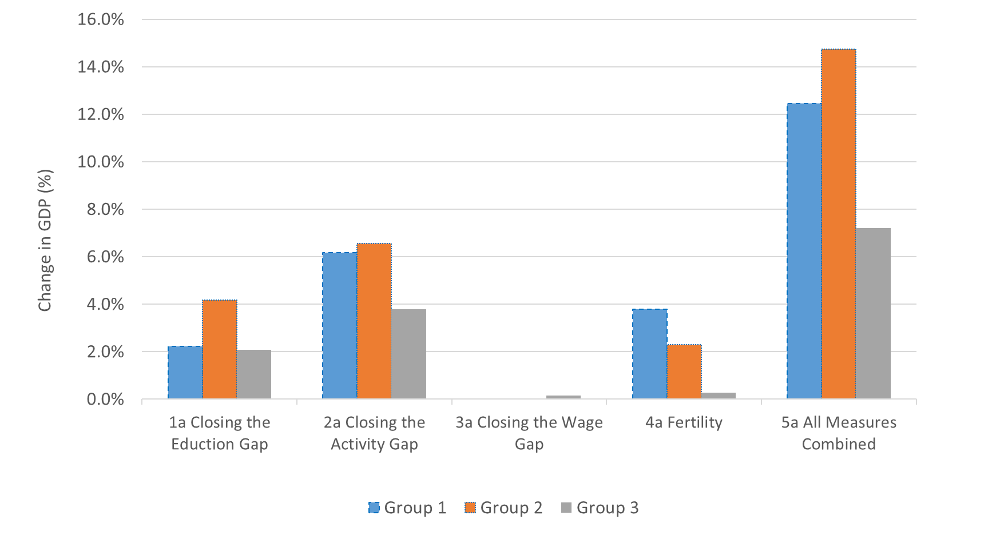 16.0%
14.0%
12.0%
10.0%
8.0%
6.0%
4.0%
2.0%
0.0%
Change in GDP (%)
1a Closing the
Eduction Gap
2a Closing the
Activity Gap
3a Closing the Wage
Gap
4a Fertility
5a All Measures
Combined
Group 1
Group 2
Group 3